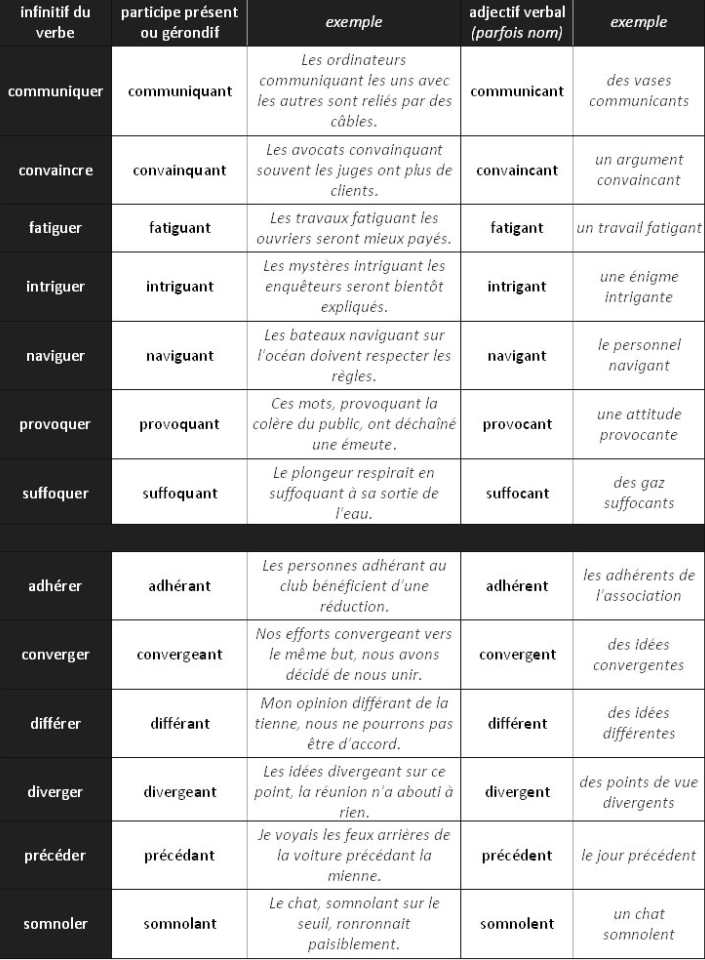 infinitif du verbe | participe présent ou gérondif | exemple | adjectif verbal (parfois nom) | exemple
communiquer | communiquant | Les ordinateurs communiquant les uns avec les autres sont reliés par des câbles. | communicant | des vases communicants
convaincre | convainquant | Les avocats convainquant souvent les juges ont plus de clients. | convaincant | un argument convaincant
fatiguer | fatiguant | Les travaux fatiguant les ouvriers seront mieux payés. | fatigant | un travail fatigant
intriguer | intriguant | Les mystères intriguant les enquêteurs seront bientôt expliqués. | intrigant | une énigme intrigante
naviguer | naviguant | Les bateaux naviguant sur l'océan doivent respecter les règles. | navigant | le personnel navigant
provoquer | provoquant | Ces mots, provoquant la colère du public, ont déchaîné une émeute. | provocant | une attitude provocante
suffoquer | suffoquant | Le plongeur respirait en suffoquant à sa sortie de l'eau. | suffocant | des gaz suffocants
adhérer | adhérant | Les personnes adhérant au club bénéficient d'une réduction. | adhérent | les adhérents de l'association
converger | convergeant | Nos efforts convergeant vers le même but, nous avons décidé de nous unir. | convergent | des idées convergentes
différer | différant | Mon opinion différant de la tienne, nous ne pourrons pas être d'accord. | différent | des idées différentes
diverger | divergeant | Les idées divergeant sur ce point, la réunion n'a abouti à rien. | divergent | des points de vue divergents
précéder | précédant | Je voyais les feux arrières de la voiture précédant la mienne. | précédent | le jour précédent
somnoler | somnolant | Le chat, somnolant sur le seuil, ronronnait paisiblement. | somnolent | un chat somnolent